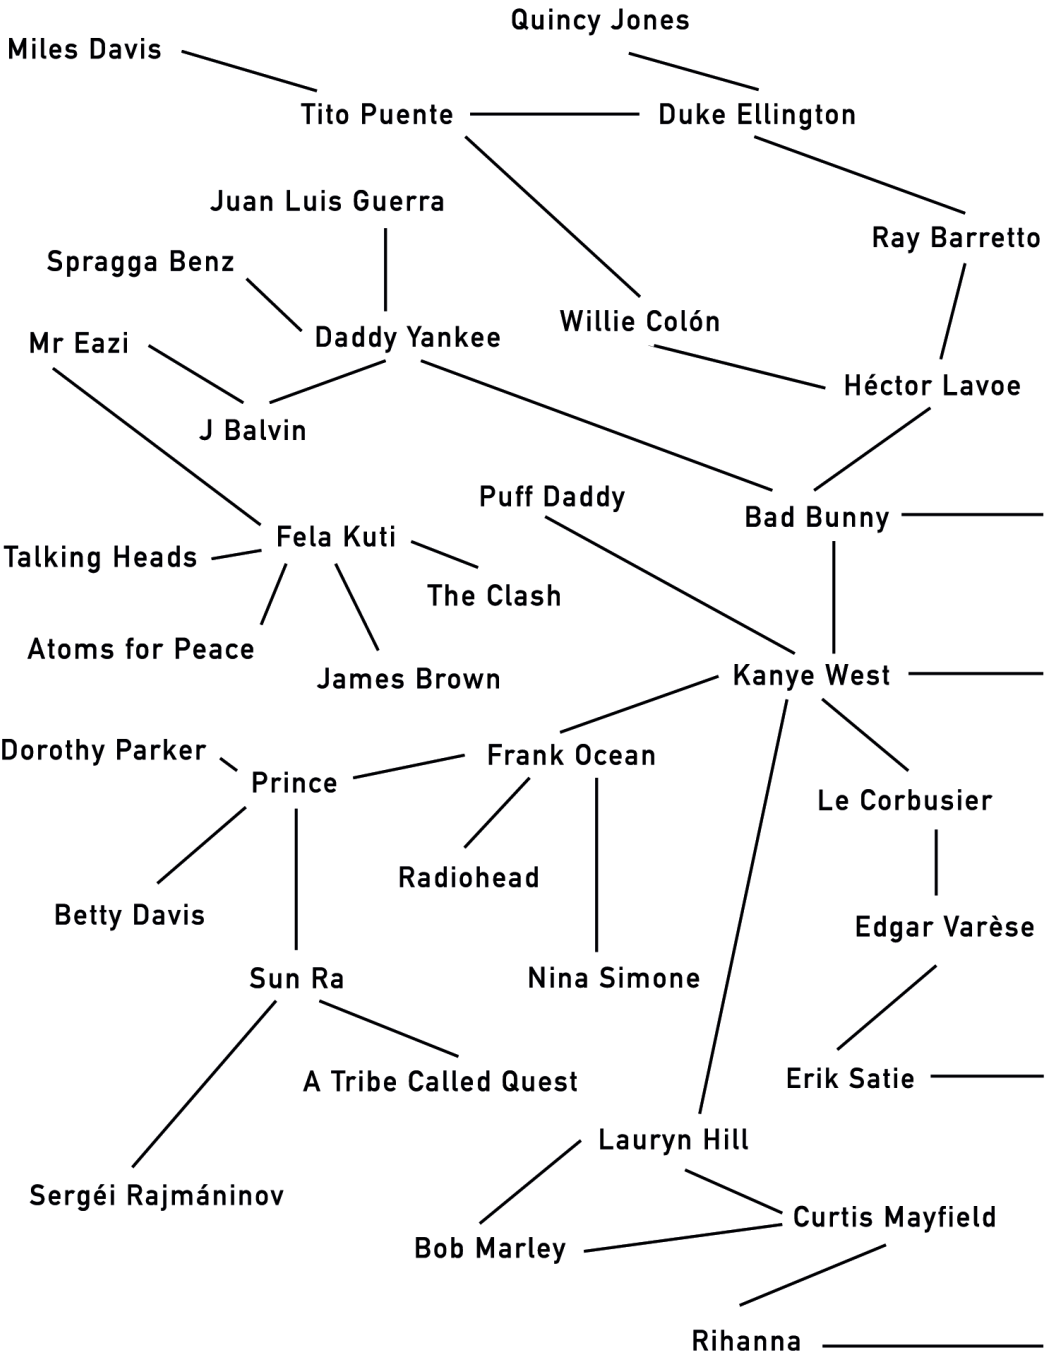 Quincy Jones
Miles Davis
Tito Puente
Duke Ellington
Juan Luis Guerra
Ray Barretto
Spragga Benz
Willie Colón
Daddy Yankee
Mr Eazi
Héctor Lavoe
J Balvin
Puff Daddy
Bad Bunny
Fela Kuti
Talking Heads
The Clash
Atoms for Peace
James Brown
Kanye West
Dorothy Parker
Frank Ocean
Prince
Le Corbusier
Radiohead
Betty Davis
Edgar Varèse
Sun Ra
Nina Simone
A Tribe Called Quest
Erik Satie
Lauryn Hill
Sergéi Rajmáninov
Curtis Mayfield
Bob Marley
Rihanna